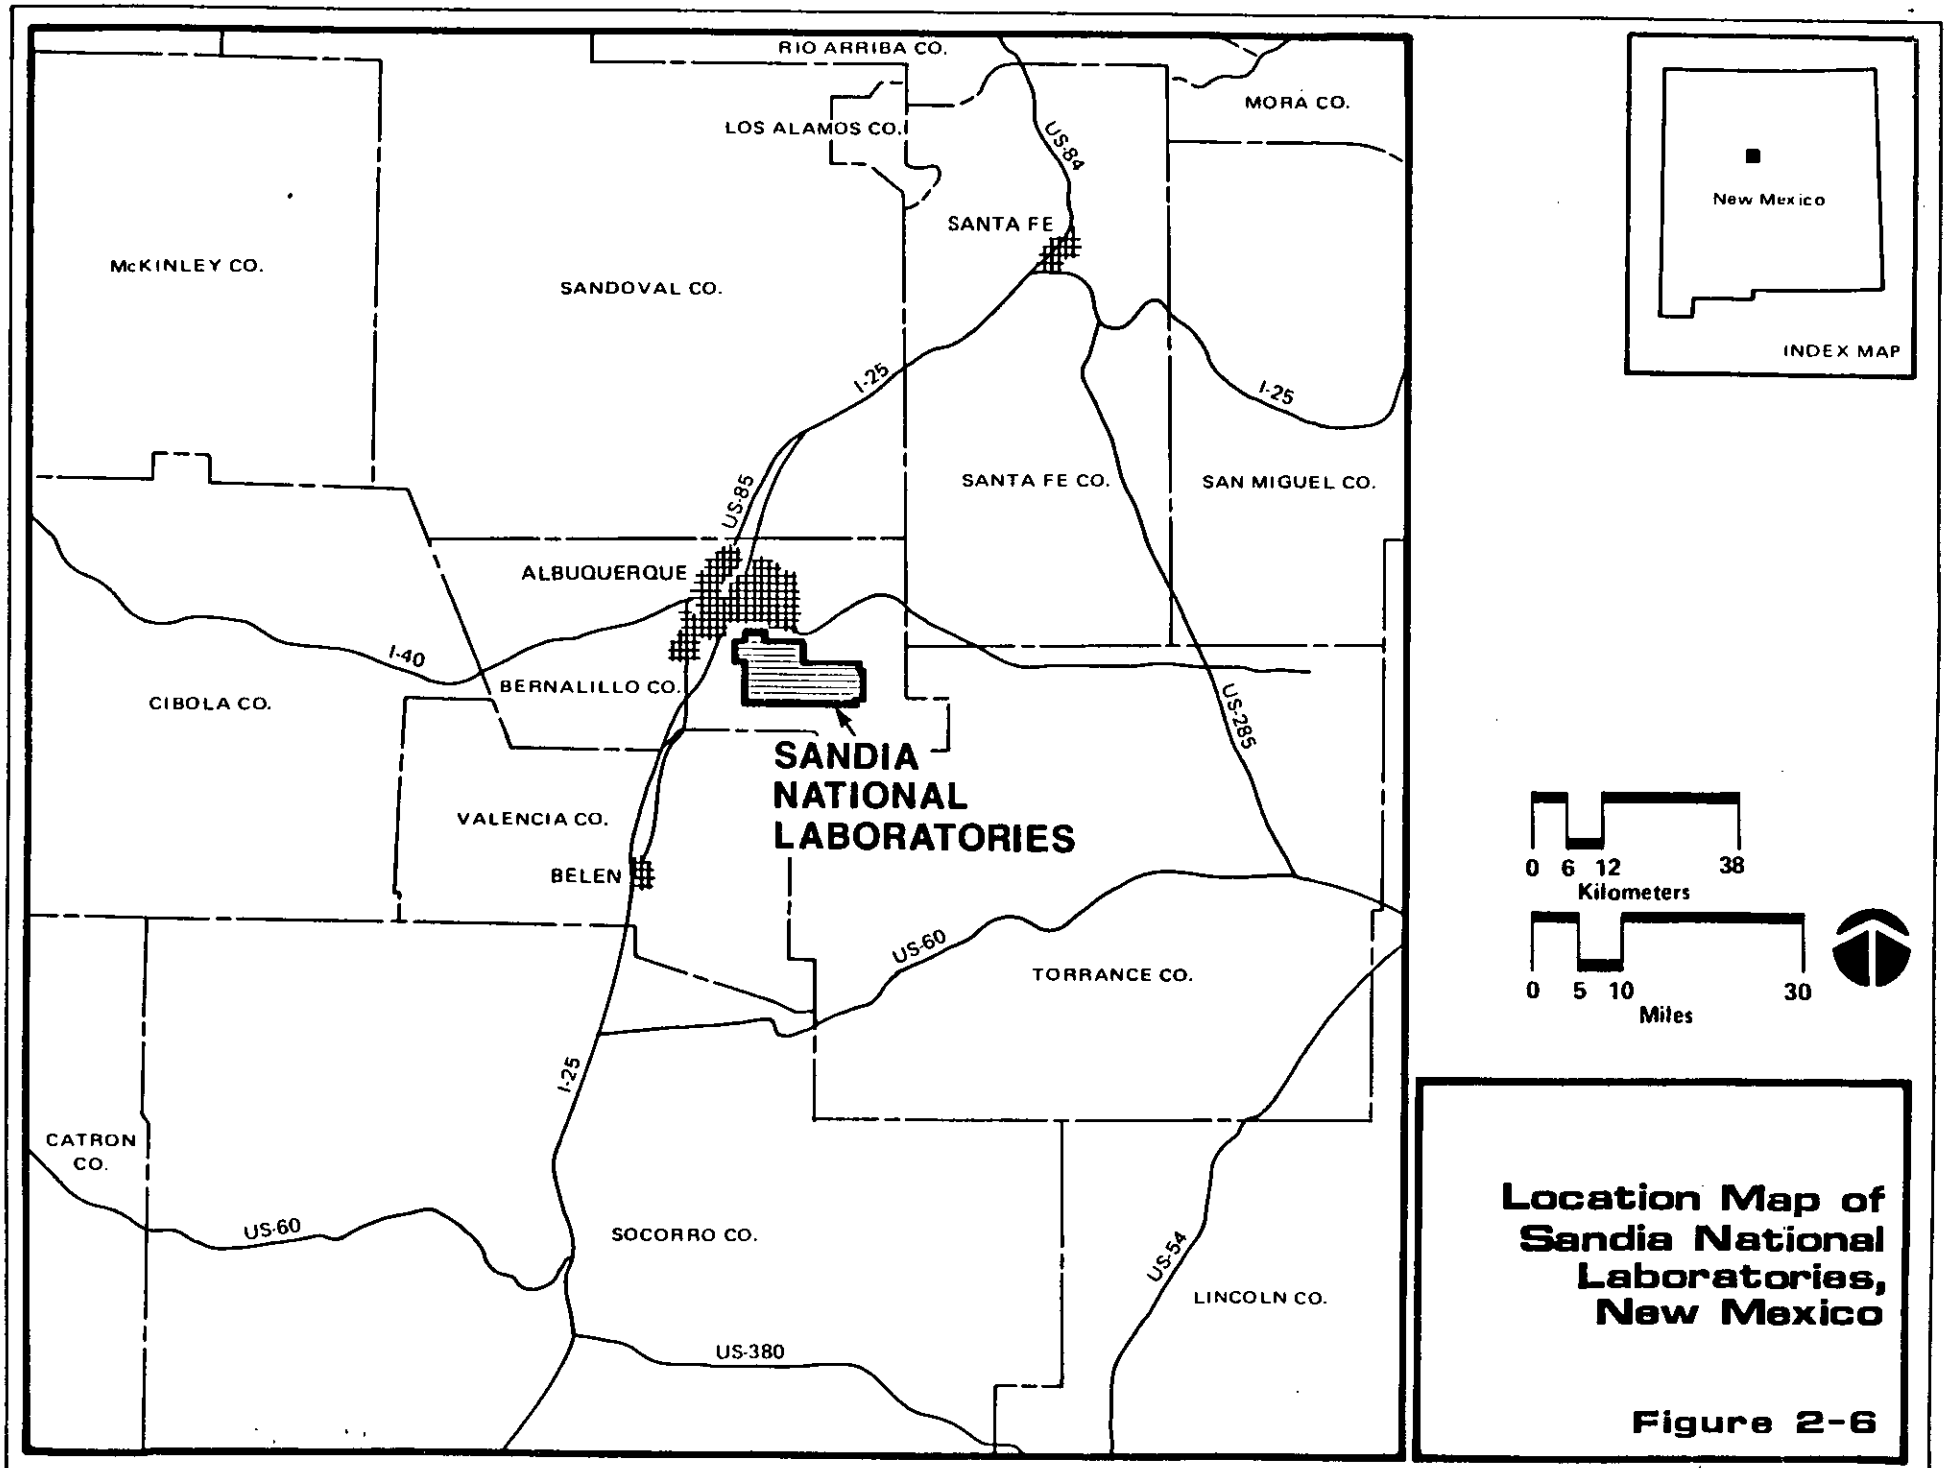 RIO ARRIBA CO.
MORA CO.
LOS ALAMOS CO.
US-84
New Mexico
SANTA FE
McKINLEY CO.
SANDOVAL CO.
INDEX MAP
I-25
I-25
SANTA FE CO.
SAN MIGUEL CO.
US-85
ALBUQUERQUE
I-40
BERNALILLO CO.
CIBOLA CO.
US-285
SANDIA
NATIONAL
LABORATORIES
VALENCIA CO.
BELEN
0 6 12 38
Kilometers
US-60
TORRANCE CO.
0 5 10 30
Miles
I-25
CATRON
CO.
US-60
SOCORRO CO.
US-54
LINCOLN CO.
US-380
Location Map of
Sandia National
Laboratories,
New Mexico
Figure 2-6